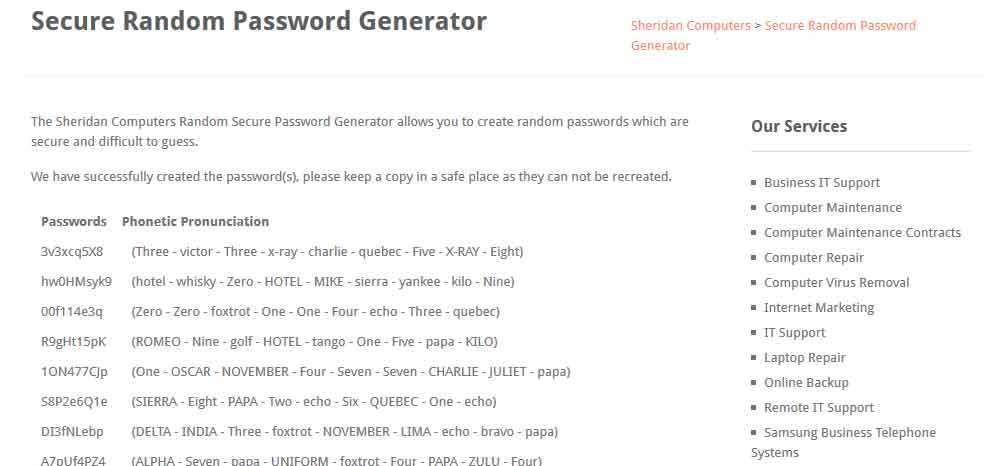 Secure Random Password Generator
Sheridan Computers > Secure Random Password
Generator
The Sheridan Computers Random Secure Password Generator allows you to create random passwords which are
secure and difficult to guess.
We have successfully created the password(s), please keep a copy in a safe place as they can not be recreated.
Passwords Phonetic Pronunciation
3v3xcq5X8 (Three - victor - Three - x-ray - charlie - quebec - Five - X-RAY - Eight)
hw0HMsyk9 (hotel - whisky - Zero - HOTEL - MIKE - sierra - yankee - kilo - Nine)
00f114e3q (Zero - Zero - foxtrot - One - One - Four - echo - Three - quebec)
R9gHt15pK (ROMEO - Nine - golf - HOTEL - tango - One - Five - papa - KILO)
1ON477CJp (One - OSCAR - NOVEMBER - Four - Seven - Seven - CHARLIE - JULIET - papa)
S8P2e6Q1e (SIERRA - Eight - PAPA - Two - echo - Six - QUEBEC - One - echo)
DI3fNLebp (DELTA - INDIA - Three - foxtrot - NOVEMBER - LIMA - echo - bravo - papa)
A7pUf4PZ4 (ALPHA - Seven - papa - UNIFORM - foxtrot - Four - PAPA - ZULU - Four)
Our Services
Business IT Support
Computer Maintenance
Computer Maintenance Contracts
Computer Repair
Computer Virus Removal
Internet Marketing
IT Support
Laptop Repair
Online Backup
Remote IT Support
Samsung Business Telephone
Systems